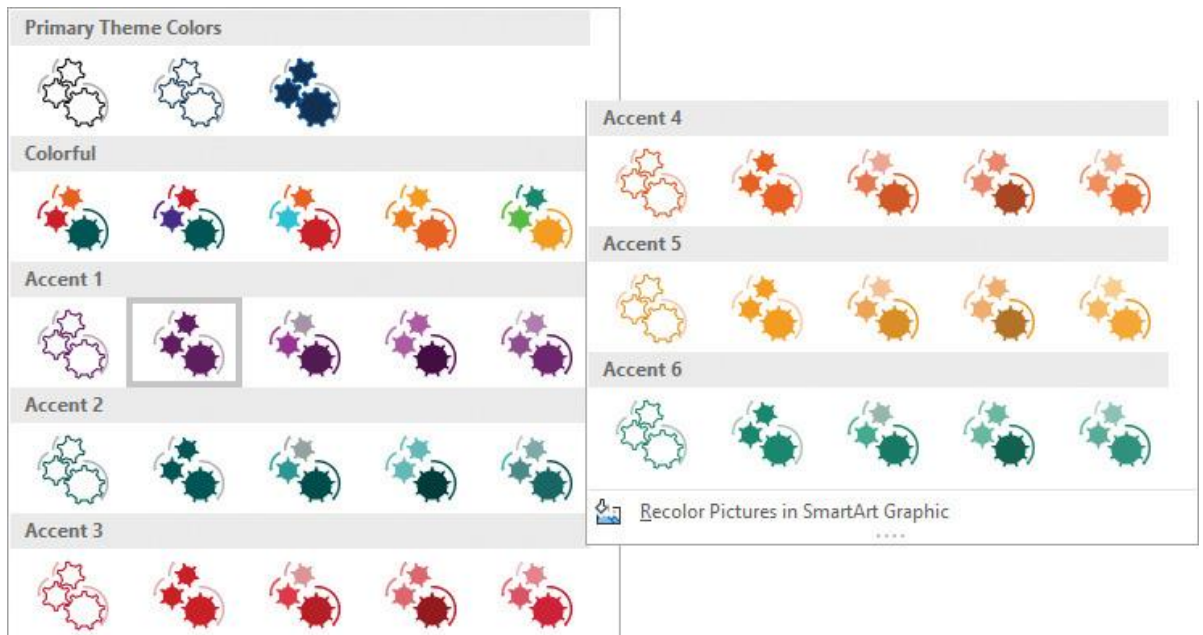 Primary Theme Colors
Colorful
Accent 1
Accent 2
Accent 3
Accent 4
Accent 5
Accent 6
Recolor Pictures in SmartArt Graphic